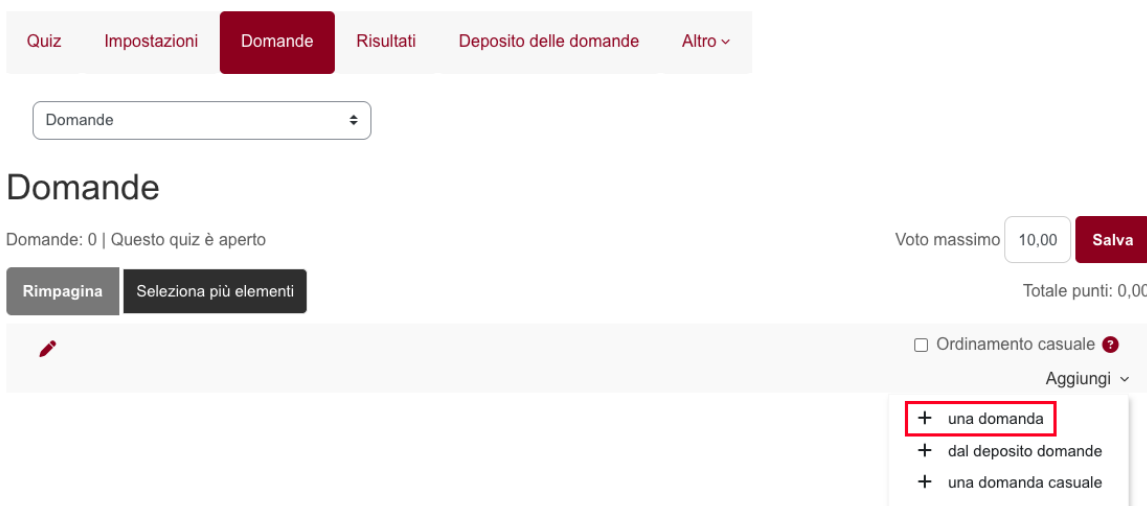 Quiz Impostazioni Domande Risultati Deposito delle domande Altro
Domande
Domande
Domande: 0 | Questo quiz è aperto Voto massimo 10,00 Salva
Rimpagina Seleziona più elementi Totale punti: 0,00
Ordinamento casuale ?
Aggiungi
+ una domanda
+ dal deposito domande
+ una domanda casuale